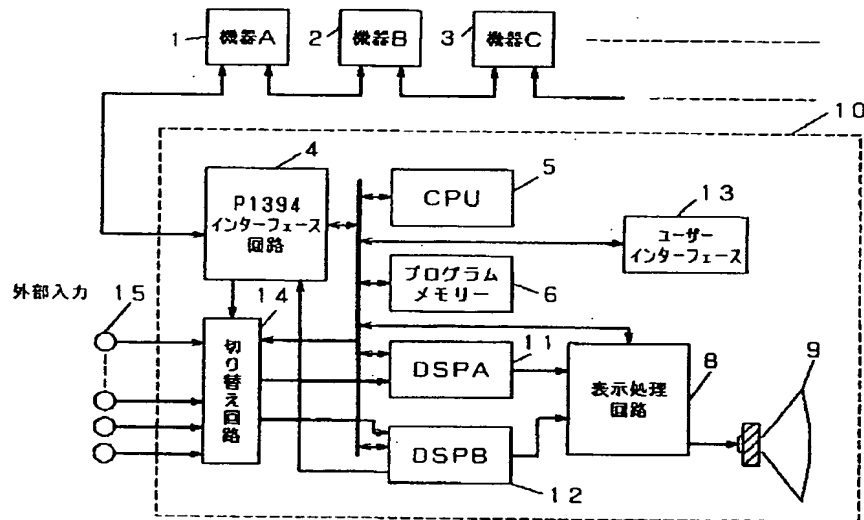 1
機器A
2
機器B
3
機器C
10
4
P1394
インターフェース
回路
CPU
5
13
ユーザー
インターフェース
プログラム
メモリー
6
外部入力
15
14
切り替え回路
DSPA
11
表示処理
回路
8
9
DSPB
12